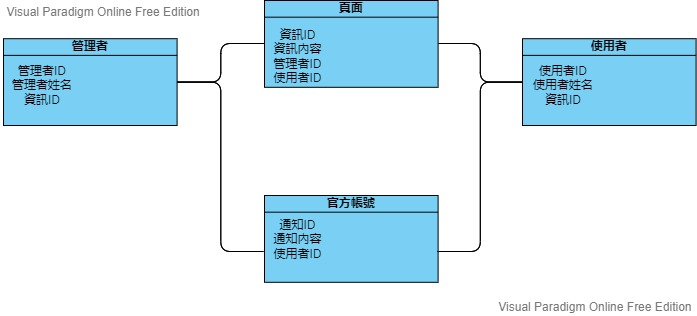 Visual Paradigm Online Free Edition
管理者
管理者ID
管理者姓名
資訊ID
頁面
資訊ID
資訊內容
管理者ID
使用者ID
使用者
使用者ID
使用者姓名
資訊ID
官方帳號
通知ID
通知內容
使用者ID
Visual Paradigm Online Free Edition